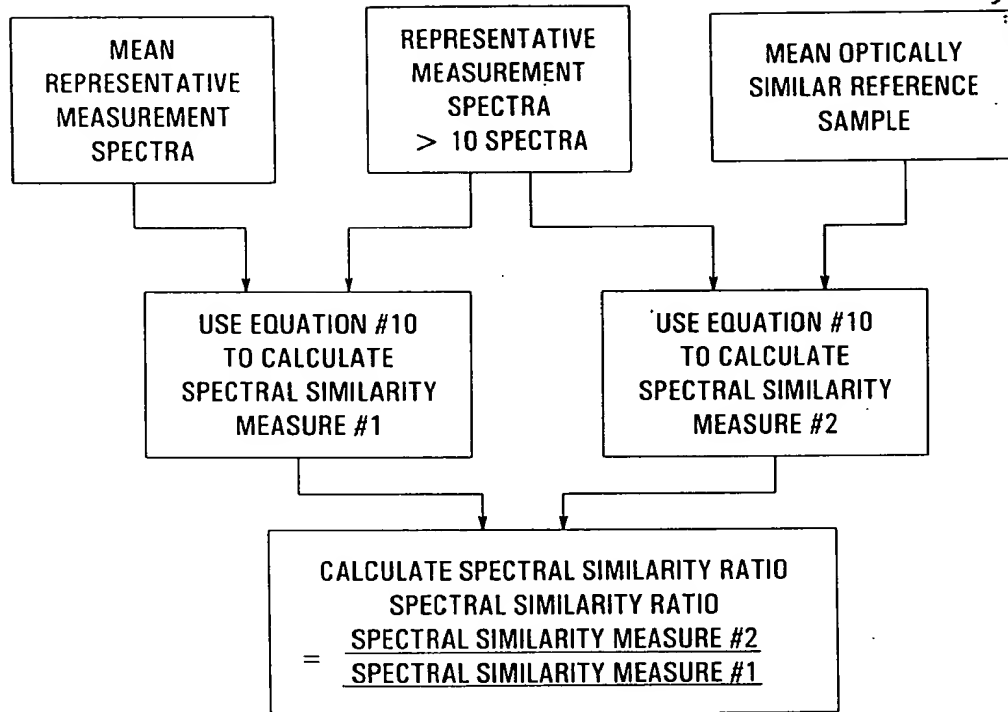 MEAN
REPRESENTATIVE
MEASUREMENT
SPECTRA
REPRESENTATIVE
MEASUREMENT
SPECTRA
> 10 SPECTRA
MEAN OPTICALLY
SIMILAR REFERENCE
SAMPLE
USE EQUATION #10
TO CALCULATE
SPECTRAL SIMILARITY
MEASURE #1
USE EQUATION #10
TO CALCULATE
SPECTRAL SIMILARITY
MEASURE #2
CALCULATE SPECTRAL SIMILARITY RATIO
SPECTRAL SIMILARITY RATIO
= SPECTRAL SIMILARITY MEASURE #2
SPECTRAL SIMILARITY MEASURE #1